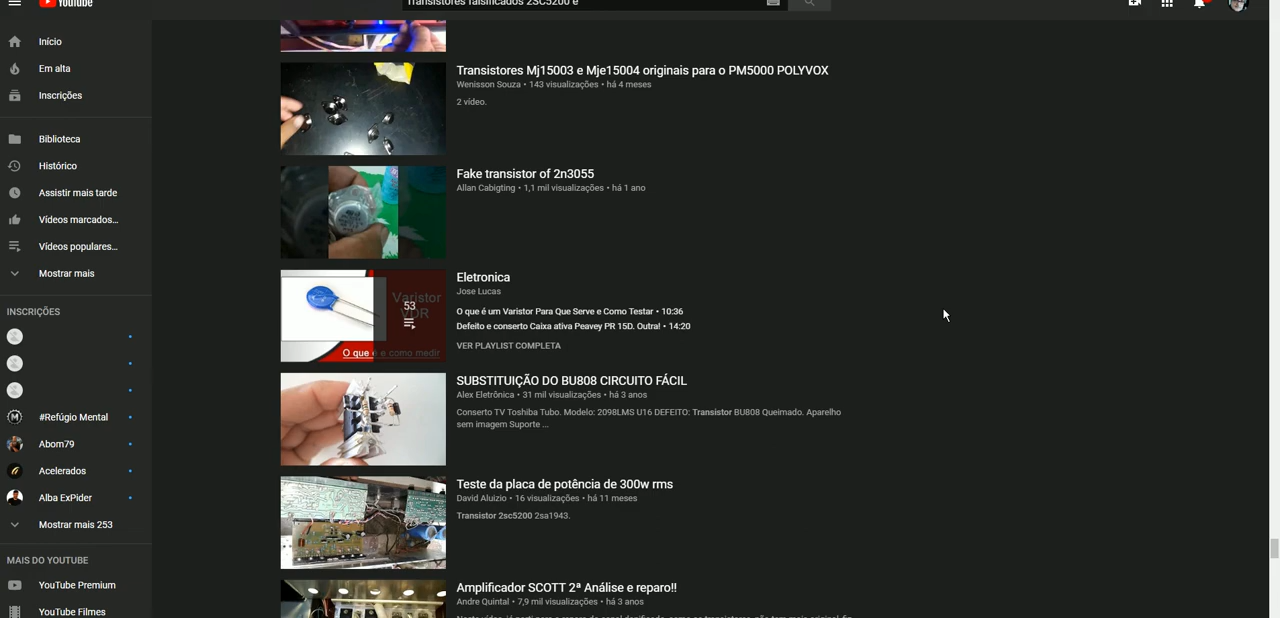 YouTube
Transistores falsificados 2SC5200 e
Início
Em alta
Inscrições
Biblioteca
Histórico
Assistir mais tarde
Vídeos marcados...
Vídeos populares...
Mostrar mais
INSCRIÇÕES
#Refúgio Mental
Abom79
Acelerados
Alba ExPider
Mostrar mais 253
MAIS DO YOUTUBE
YouTube Premium
YouTube Filmes
Transistores Mj15003 e Mje15004 originais para o PM5000 POLYVOX
Wenisson Souza • 143 visualizações • há 4 meses
2 vídeo.
Fake transistor of 2n3055
Allan Cabigting • 1,1 mil visualizações • há 1 ano
Varistor
VDR
53
O que é e como medir
Eletronica
Jose Lucas
O que é um Varistor Para Que Serve e Como Testar • 10:36
Defeito e conserto Caixa ativa Peavey PR 15D. Outra! • 14:20
VER PLAYLIST COMPLETA
SUBSTITUIÇÃO DO BU808 CIRCUITO FÁCIL
Alex Eletrônica • 31 mil visualizações • há 3 anos
Conserto TV Toshiba Tubo. Modelo: 2098LMS U16 DEFEITO: Transistor BU808 Queimado. Aparelho
sem imagem Suporte ...
Teste da placa de potência de 300w rms
David Aluizio • 16 visualizações • há 11 meses
Transistor 2sc5200 2sa1943.
Amplificador SCOTT 2ª Análise e reparo!!
Andre Quintal • 7,9 mil visualizações • há 3 anos